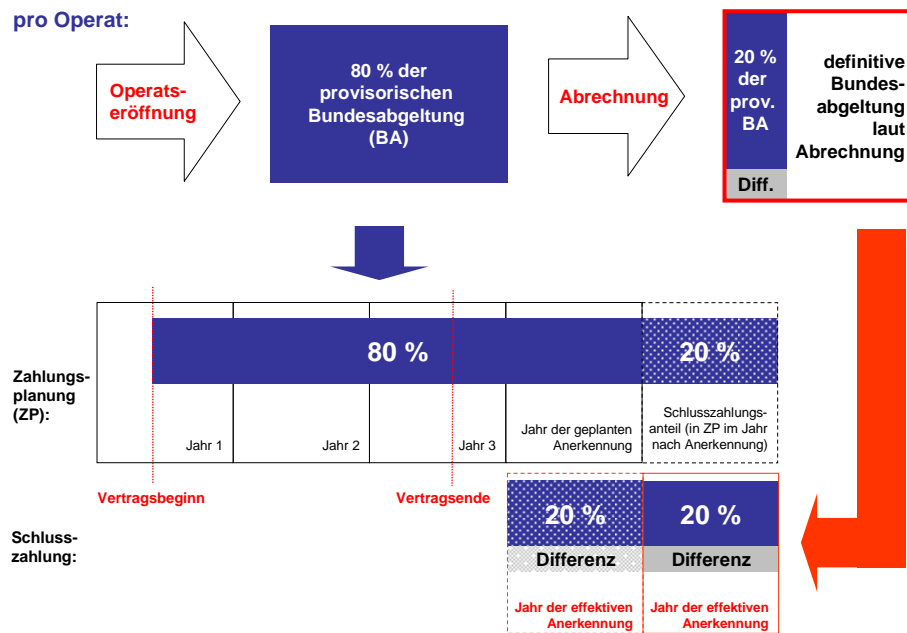 pro Operat:
Operats-
eröffnung
80 % der
provisorischen
Bundesabgeltung
(BA)
Abrechnung
20 %
der
prov.
BA
Diff.
definitive
Bundes-
abgeltung
laut
Abrechnung
80 %
20 %
Zahlungs-
planung
(ZP):
Jahr 1
Jahr 2
Jahr 3
Jahr der geplanten
Anerkennung
Schlusszahlungs-
anteil (in ZP im Jahr
nach Anerkennung)
Vertragsbeginn
Vertragsende
Schluss-
zahlung:
20 %
20 %
Differenz
Differenz
Jahr der effektiven
Anerkennung
Jahr der effektiven
Anerkennung